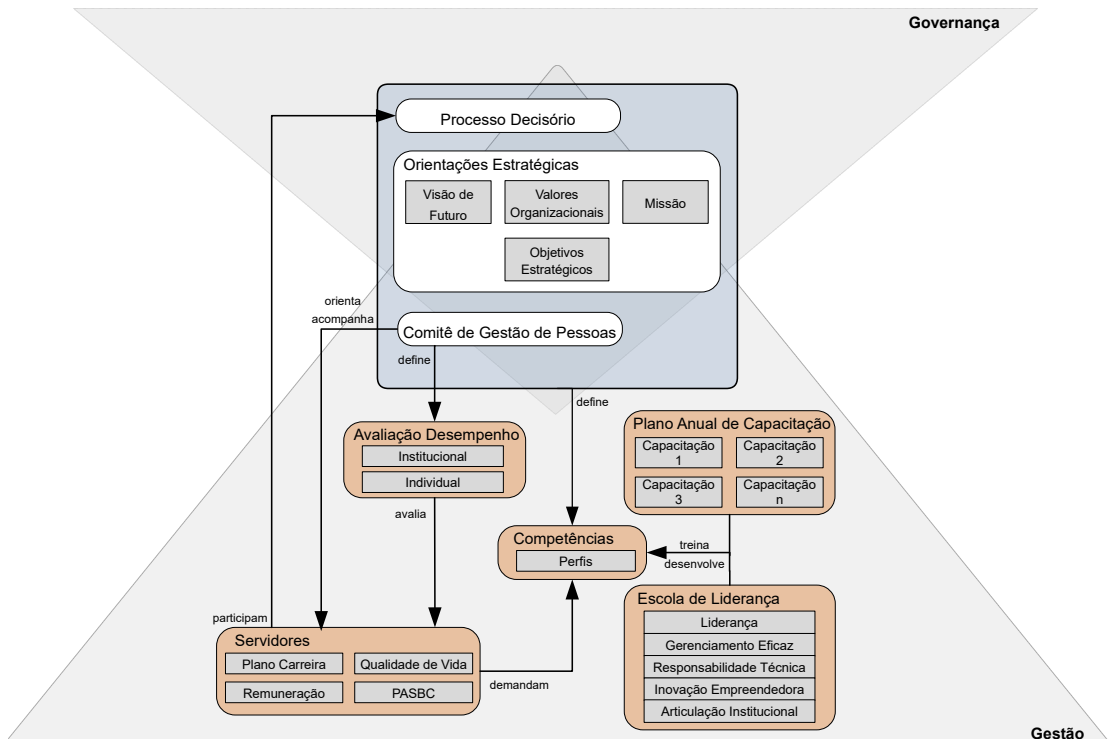 Governança
Processo Decisório
Orientações Estratégicas
Visão de
Futuro
Valores
Organizacionais
Missão
Objetivos
Estratégicos
orienta
acompanha
Comitê de Gestão de Pessoas
define
define
Avaliação Desempenho
Institucional
Individual
avalia
Plano Anual de Capacitação
Capacitação
1
Capacitação
2
Capacitação
3
Capacitação
n
Competências
Perfis
treina
desenvolve
Escola de Liderança
Liderança
Gerenciamento Eficaz
Responsabilidade Técnica
Inovação Empreendedora
Articulação Institucional
participam
Servidores
Plano Carreira
Qualidade de Vida
Remuneração
PASBC
demandam
Gestão